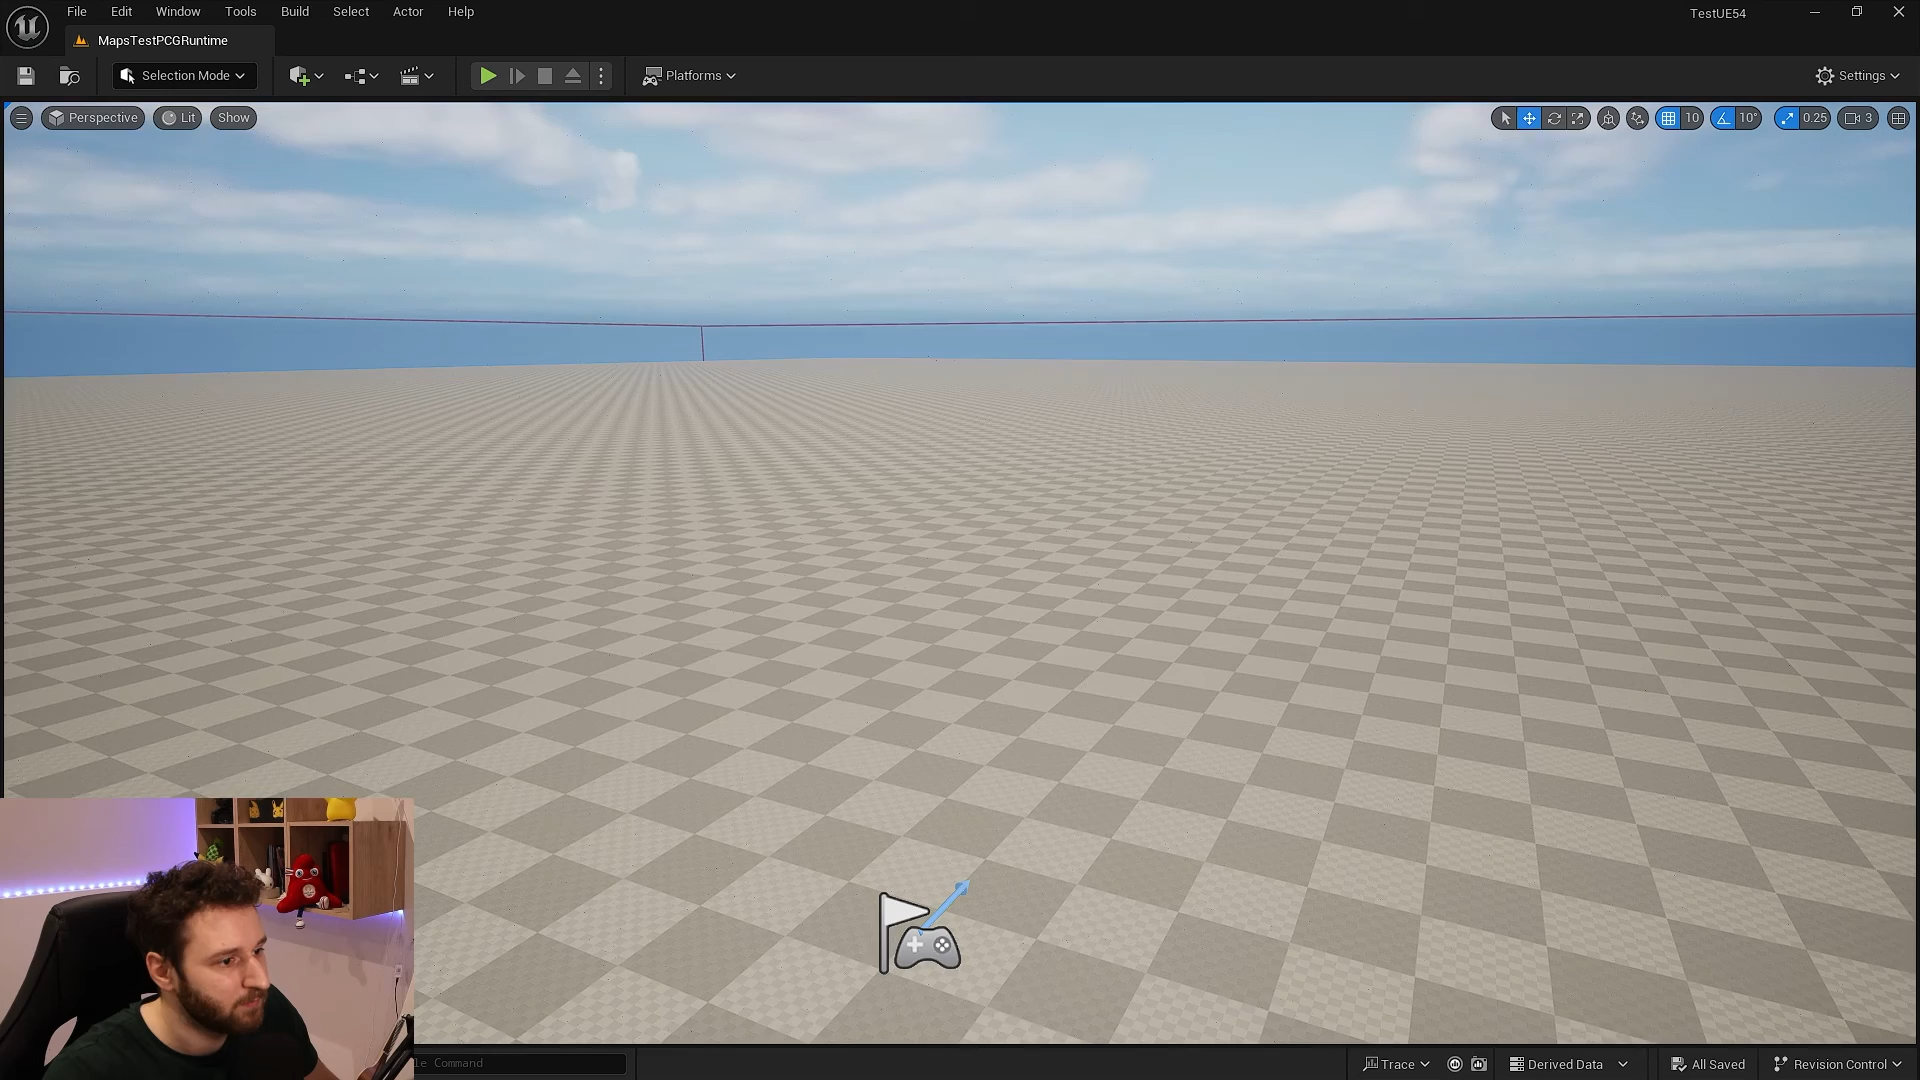 File Edit Window Tools Build Select Actor Help
TestUE54
MapsTestPCGRuntime
Selection Mode
Platforms
Settings
Perspective Lit Show
10 10° 0.25 3
Command
Trace Derived Data All Saved Revision Control